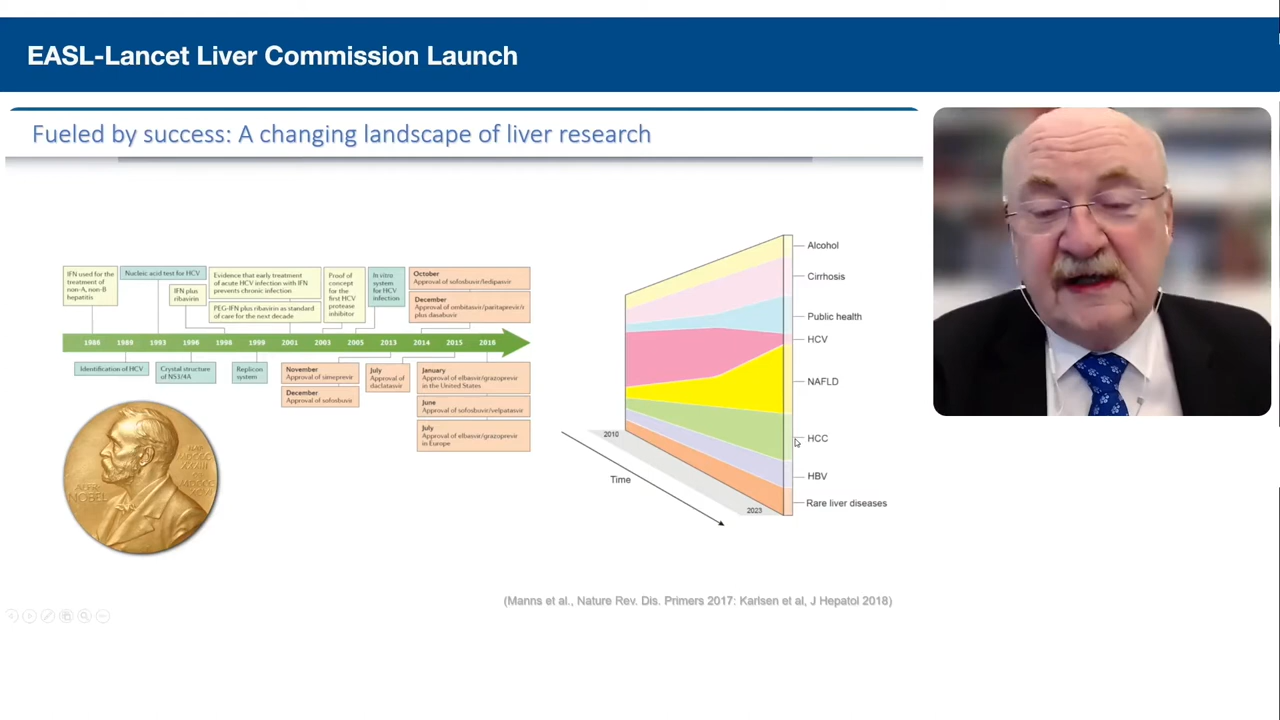 EASL-Lancet Liver Commission Launch
Fueled by success: A changing landscape of liver research
IFN used for the
treatment of
non-A, non-B
hepatitis
Nucleic acid test for HCV
IFN plus
ribavirin
Evidence that early treatment
of acute HCV infection with IFN
prevents chronic infection
PEG-IFN plus ribavirin as standard
of care for the next decade
Proof of
concept
for the
first HCV
protease
inhibitor
In vitro
system
for HCV
infection
October
Approval of sofosbuvir/ledipasvir
December
Approval of ombitasvir/paritaprevir/r
plus dasabuvir
1986 1989 1993 1996 1998 1999 2001 2003 2005 2013 2014 2015 2016
Identification of HCV
Crystal structure
of NS3/4A
Replicon
system
November
Approval of simeprevir
December
Approval of sofosbuvir
July
Approval of
daclatasvir
January
Approval of elbasvir/grazoprevir
in the United States
June
Approval of sofosbuvir/velpatasvir
July
Approval of elbasvir/grazoprevir
in Europe
Alcohol
Cirrhosis
Public health
HCV
NAFLD
HCC
HBV
Rare liver diseases
2010
Time
2023
NOBEL
(Manns et al., Nature Rev. Dis. Primers 2017: Karlsen et al, J Hepatol 2018)